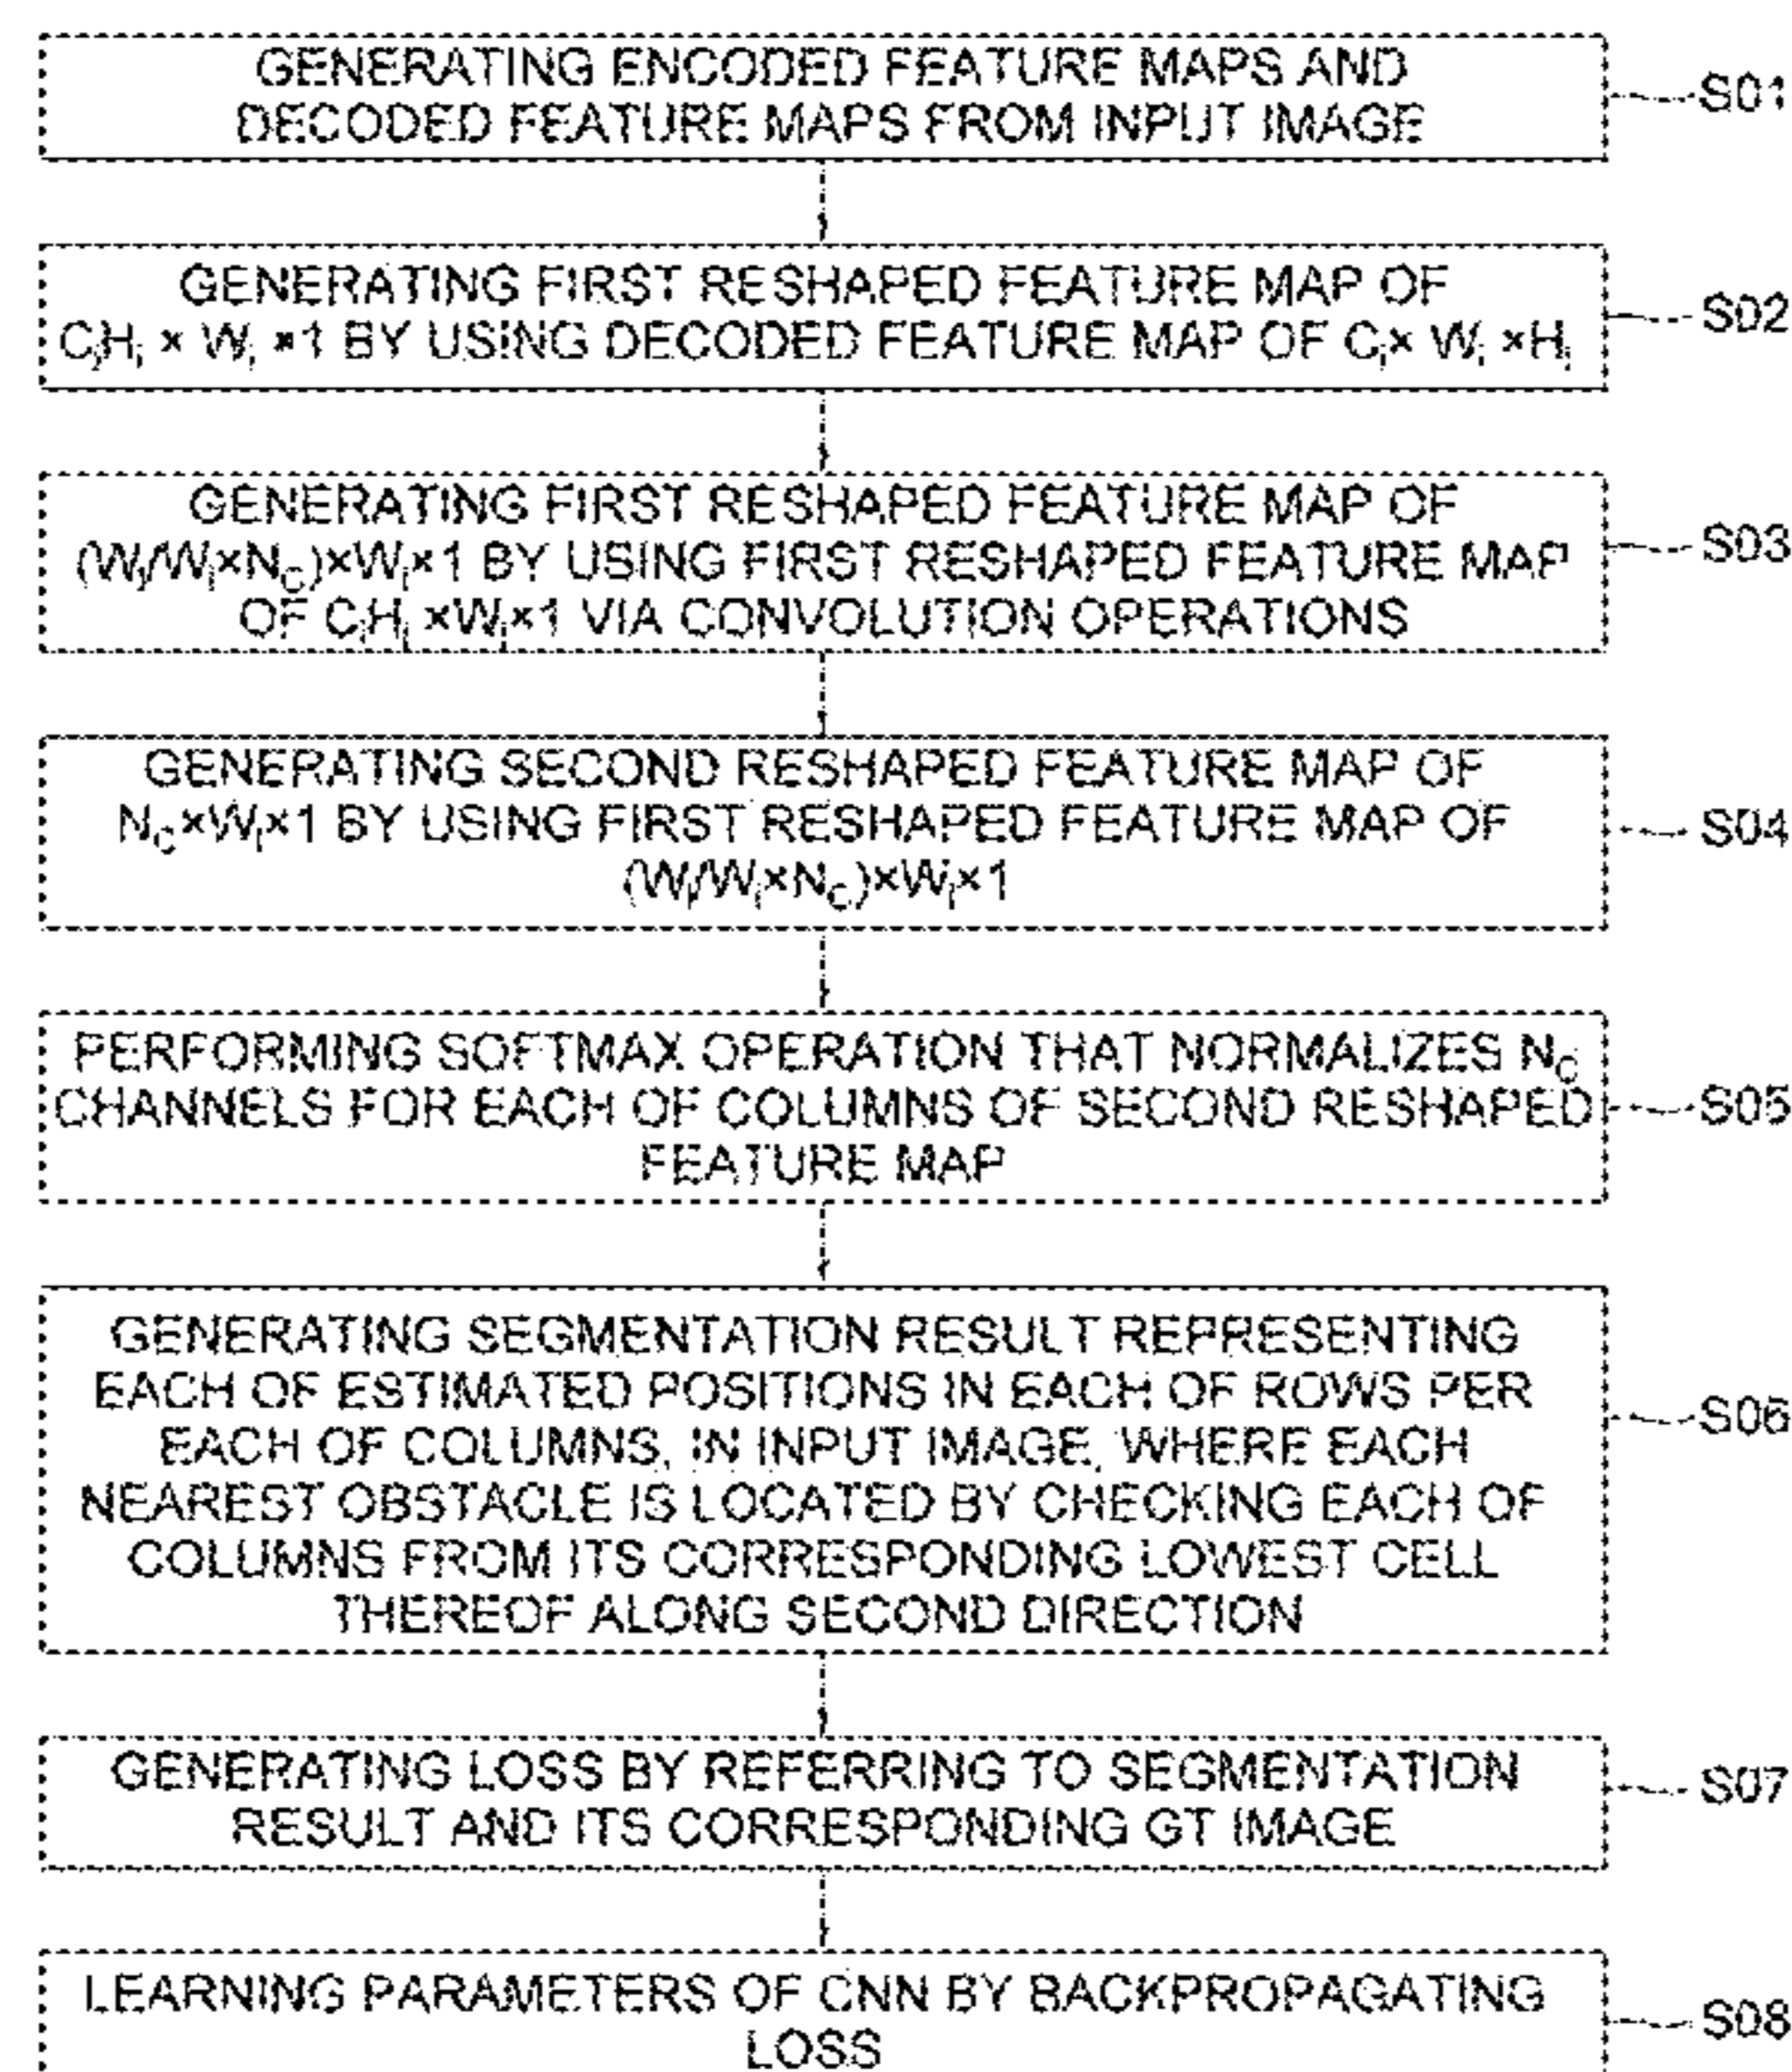 GENERATING ENCODED FEATURE MAPS AND
DECODED FEATURE MAPS FROM INPUT IMAGE
S01
GENERATING FIRST RESHAPED FEATURE MAP OF
CᵢHᵢ × Wᵢ ×1 BY USING DECODED FEATURE MAP OF Cᵢ× Wᵢ ×Hᵢ
S02
GENERATING FIRST RESHAPED FEATURE MAP OF
(Wᵢ/Wᵢ×N_C)×Wᵢ×1 BY USING FIRST RESHAPED FEATURE MAP
OF CᵢHᵢ ×Wᵢ×1 VIA CONVOLUTION OPERATIONS
S03
GENERATING SECOND RESHAPED FEATURE MAP OF
N_C×Wᵢ×1 BY USING FIRST RESHAPED FEATURE MAP OF
(Wᵢ/Wᵢ×N_C)×Wᵢ×1
S04
PERFORMING SOFTMAX OPERATION THAT NORMALIZES N_C
CHANNELS FOR EACH OF COLUMNS OF SECOND RESHAPED
FEATURE MAP
S05
GENERATING SEGMENTATION RESULT REPRESENTING
EACH OF ESTIMATED POSITIONS IN EACH OF ROWS PER
EACH OF COLUMNS, IN INPUT IMAGE, WHERE EACH
NEAREST OBSTACLE IS LOCATED BY CHECKING EACH OF
COLUMNS FROM ITS CORRESPONDING LOWEST CELL
THEREOF ALONG SECOND DIRECTION
S06
GENERATING LOSS BY REFERRING TO SEGMENTATION
RESULT AND ITS CORRESPONDING GT IMAGE
S07
LEARNING PARAMETERS OF CNN BY BACKPROPAGATING
LOSS
S08